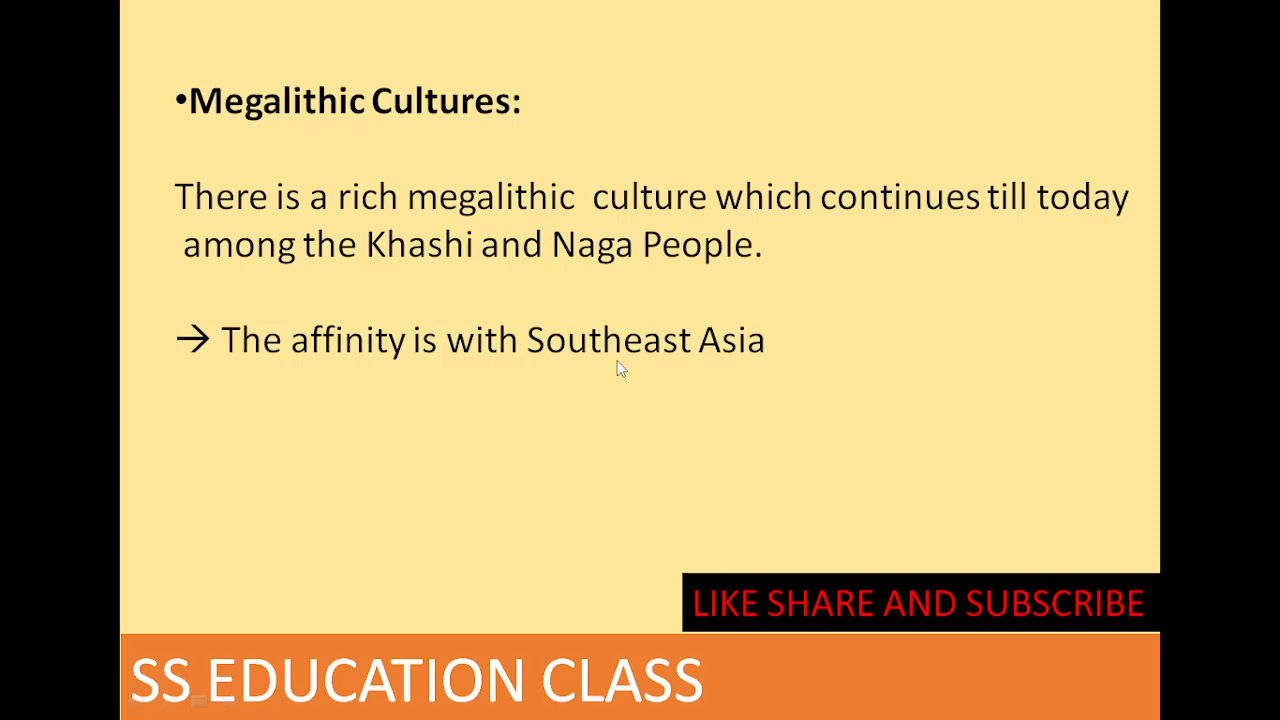 •Megalithic Cultures:
There is a rich megalithic  culture which continues till today
among the Khashi and Naga People.
→ The affinity is with Southeast Asia
LIKE SHARE AND SUBSCRIBE
SS EDUCATION CLASS